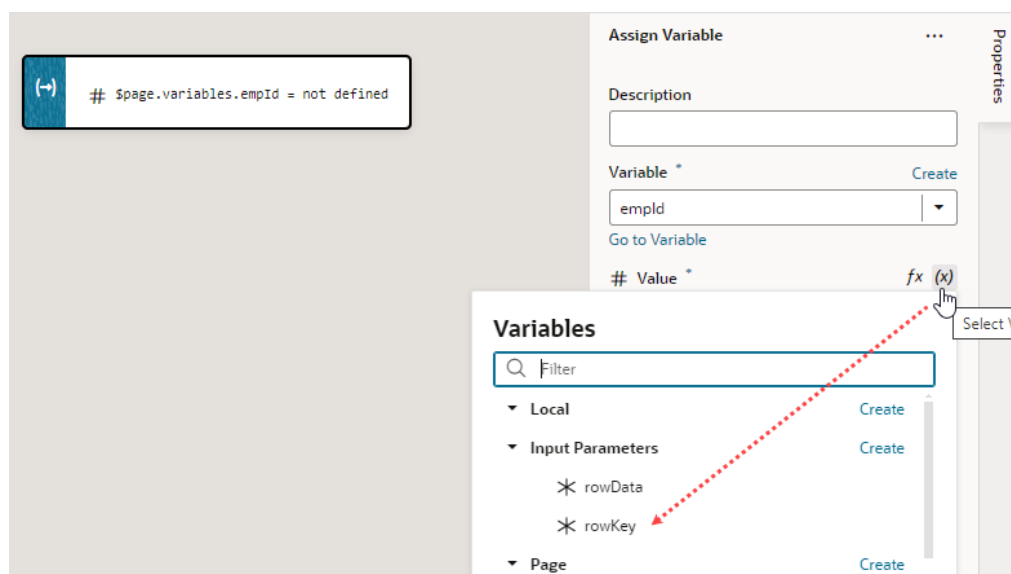 Assign Variable
...
Properties
(→) # $page.variables.empId = not defined
Description
Variable * Create
empId
Go to Variable
# Value * fx (x)
Select
Variables
Filter
Local Create
Input Parameters Create
rowData
rowKey
Page Create